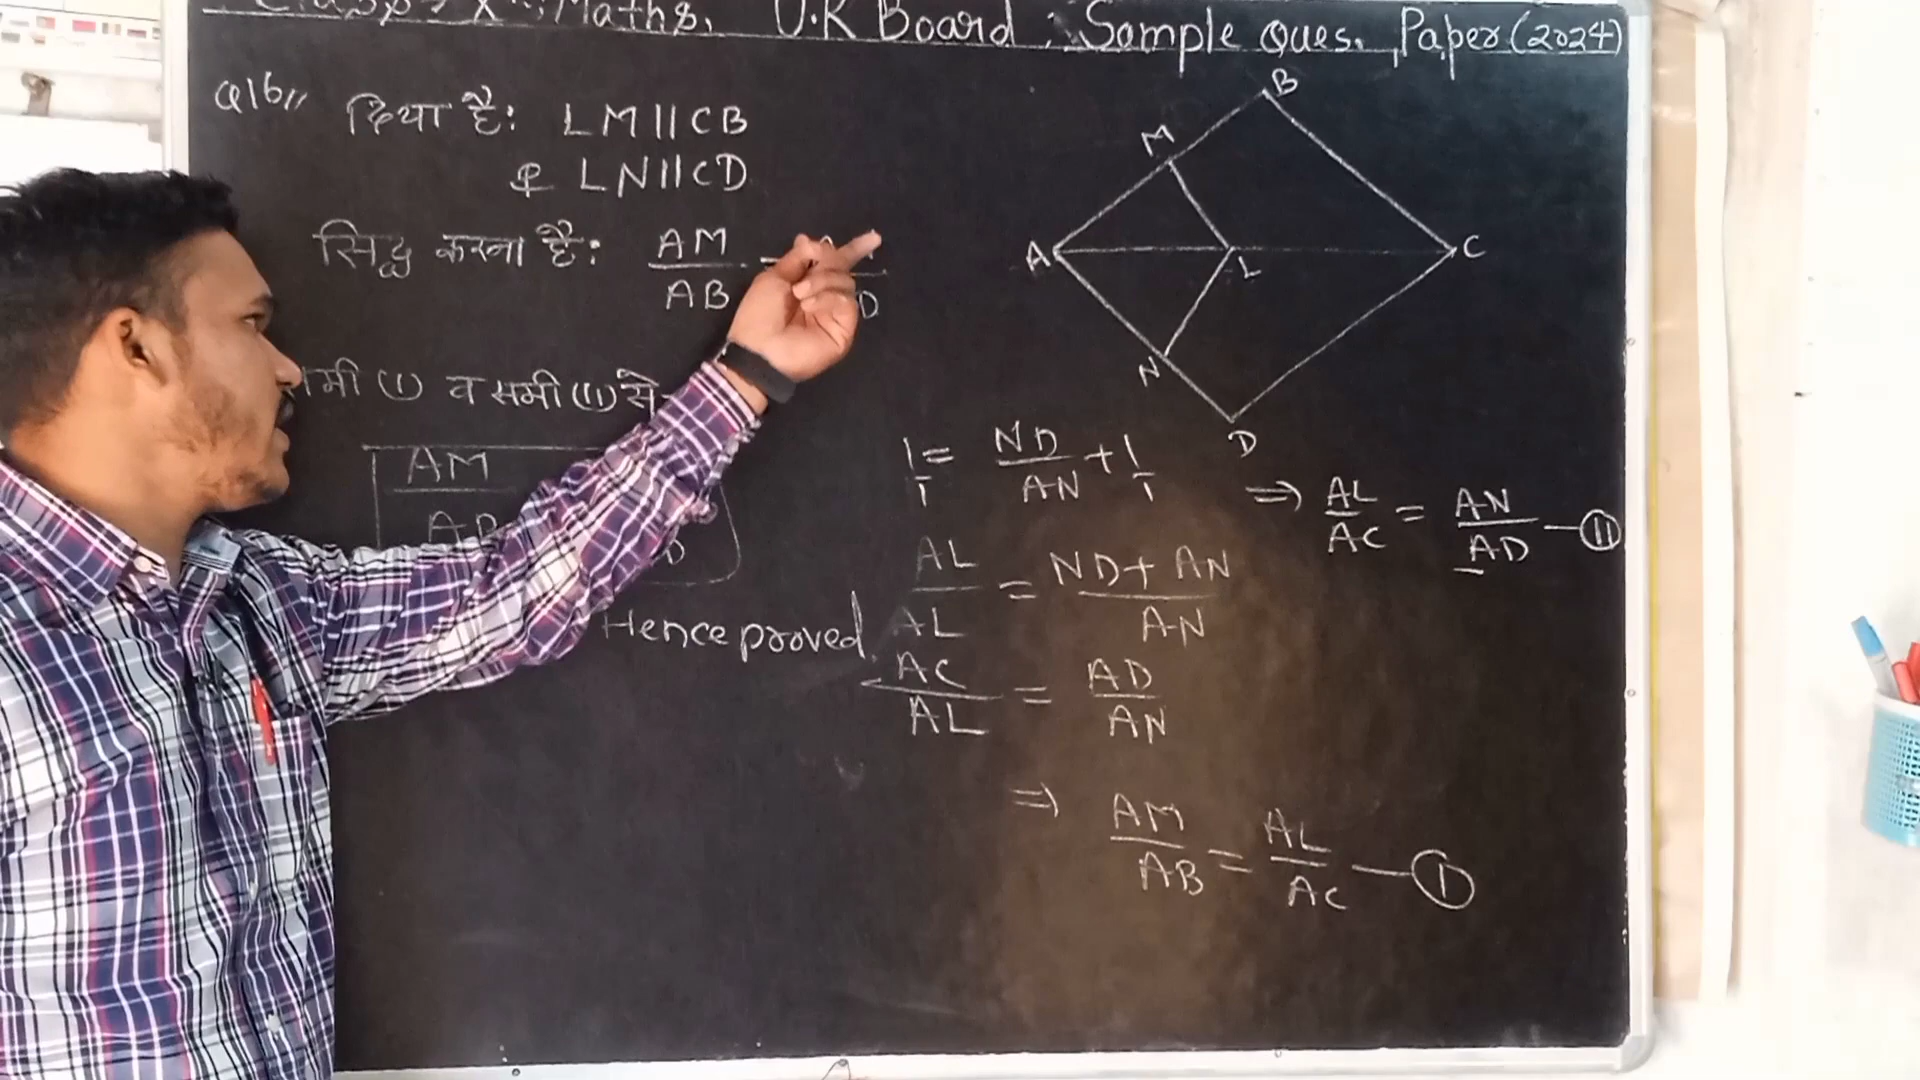 Class X Maths. U.K Board : Sample Ques. Paper (2024)
Q16//
दिया है: LM||CB
& LN||CD
सिद्ध करना है: AM/AB =
समी (I) व समी (II) से-
AM
Hence proved.
B
M
A
L
C
N
D
1/1 = ND/AN + 1/1
⇒ AL/AC = AN/AD — (II)
AL/AL = ND + AN/AN
AC/AL = AD/AN
⇒ AM/AB = AL/AC — (I)